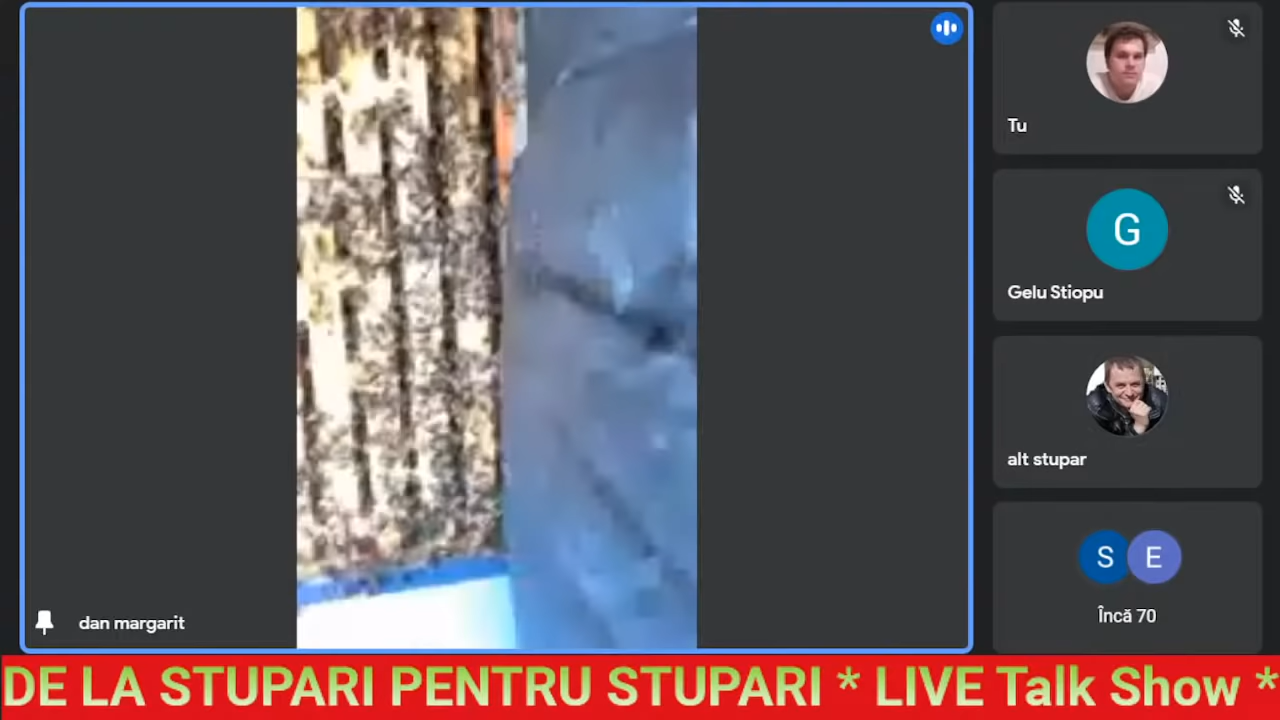 Tu
G
Gelu Stiopu
alt stupar
S E
Încă 70
dan margarit
DE LA STUPARI PENTRU STUPARI * LIVE Talk Show *